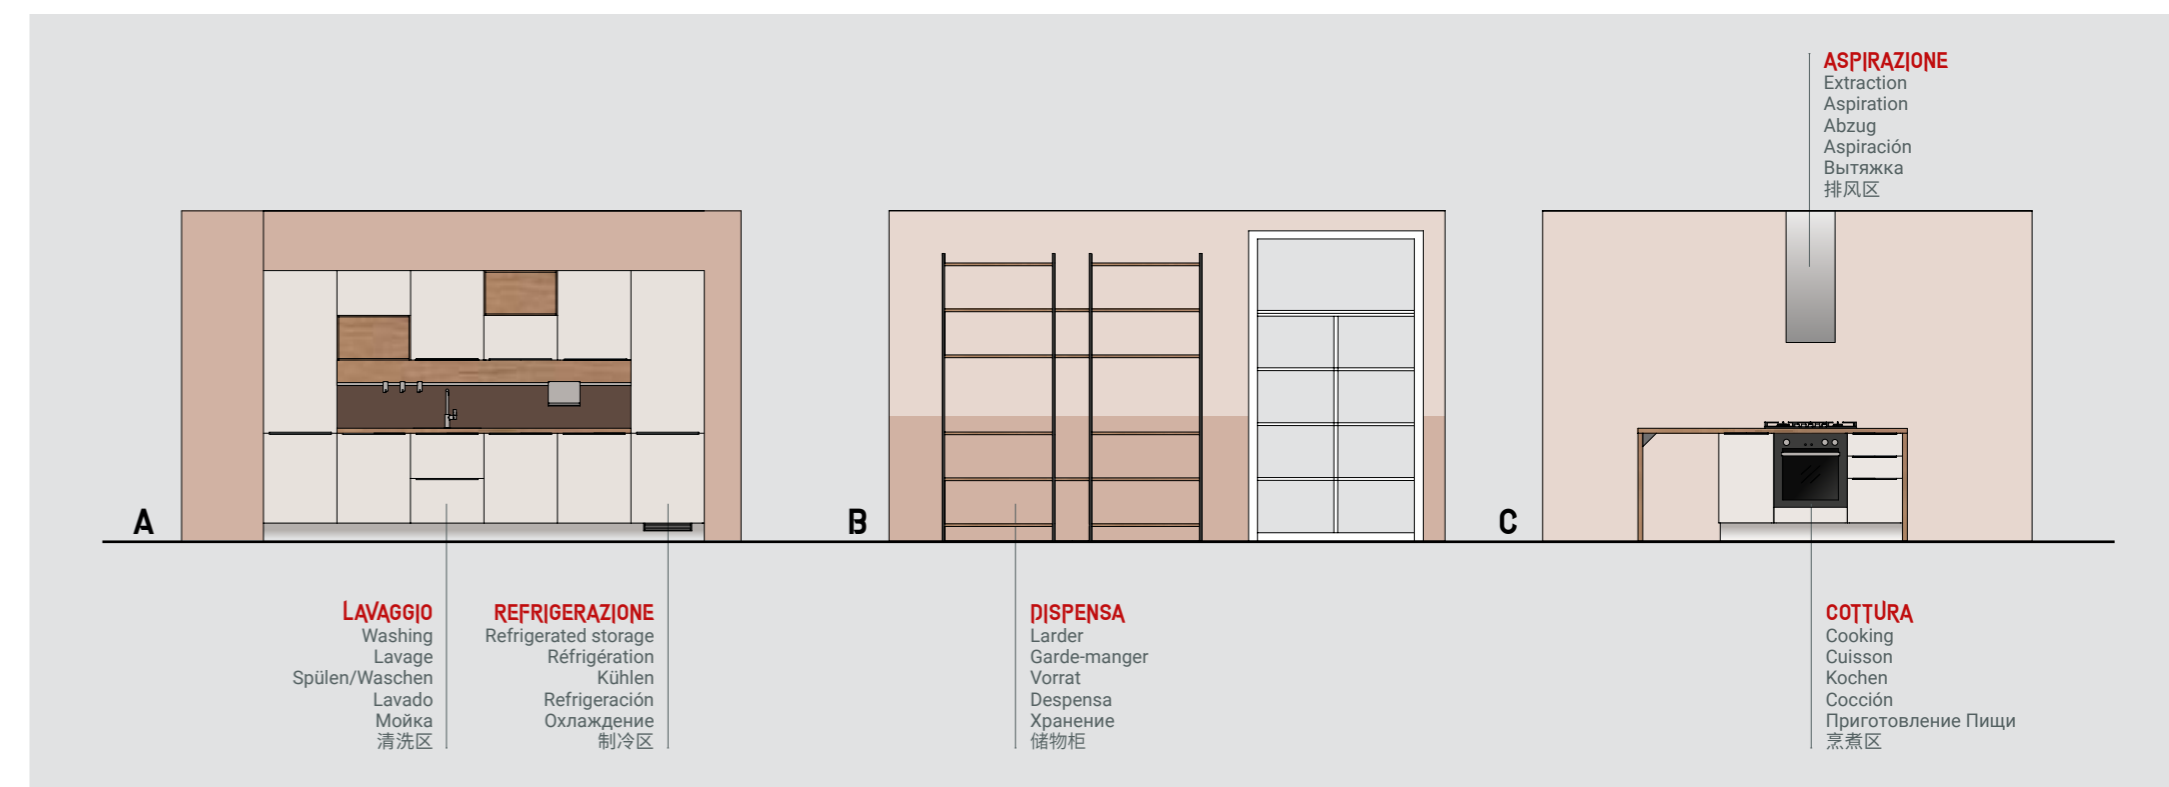 ASPIRAZIONE
Extraction
Aspiration
Abzug
Aspiración
Вытяжка
排风区
A
B
C
LAVAGGIO
Washing
Lavage
Spülen/Waschen
Lavado
Мойка
清洗区
REFRIGERAZIONE
Refrigerated storage
Réfrigération
Kühlen
Refrigeración
Охлаждение
制冷区
DISPENSA
Larder
Garde-manger
Vorrat
Despensa
Хранение
储物柜
COTTURA
Cooking
Cuisson
Kochen
Cocción
Приготовление Пищи
烹煮区